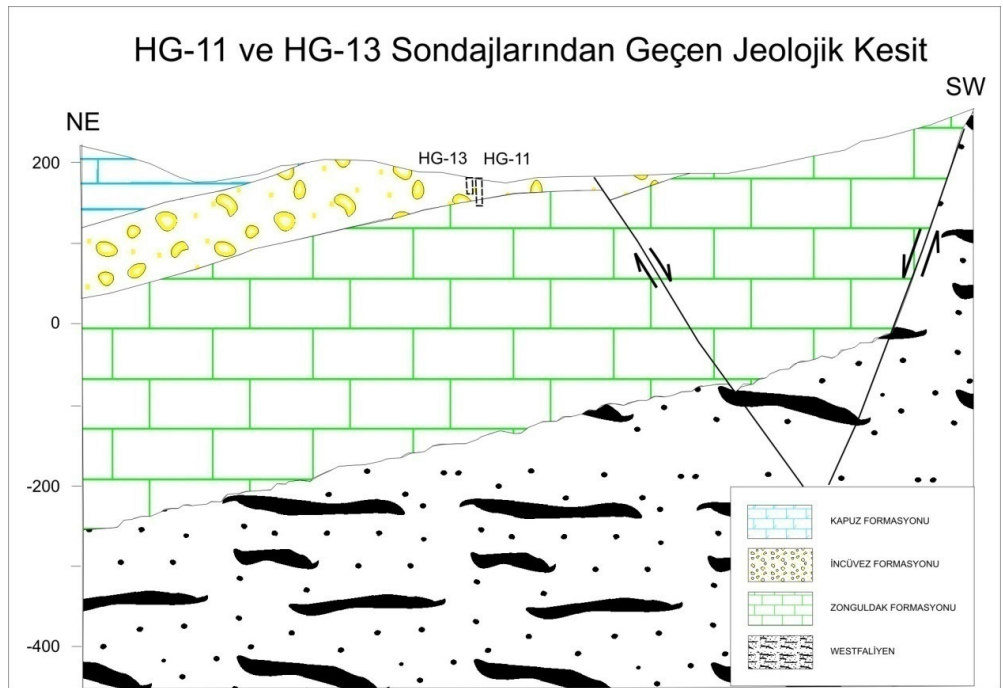 HG-11 ve HG-13 Sondajlarından Geçen Jeolojik Kesit
NE
SW
HG-13
HG-11
200
0
-200
-400
KAPUZ FORMASYONU
İNCÜVEZ FORMASYONU
ZONGULDAK FORMASYONU
WESTFALİYEN